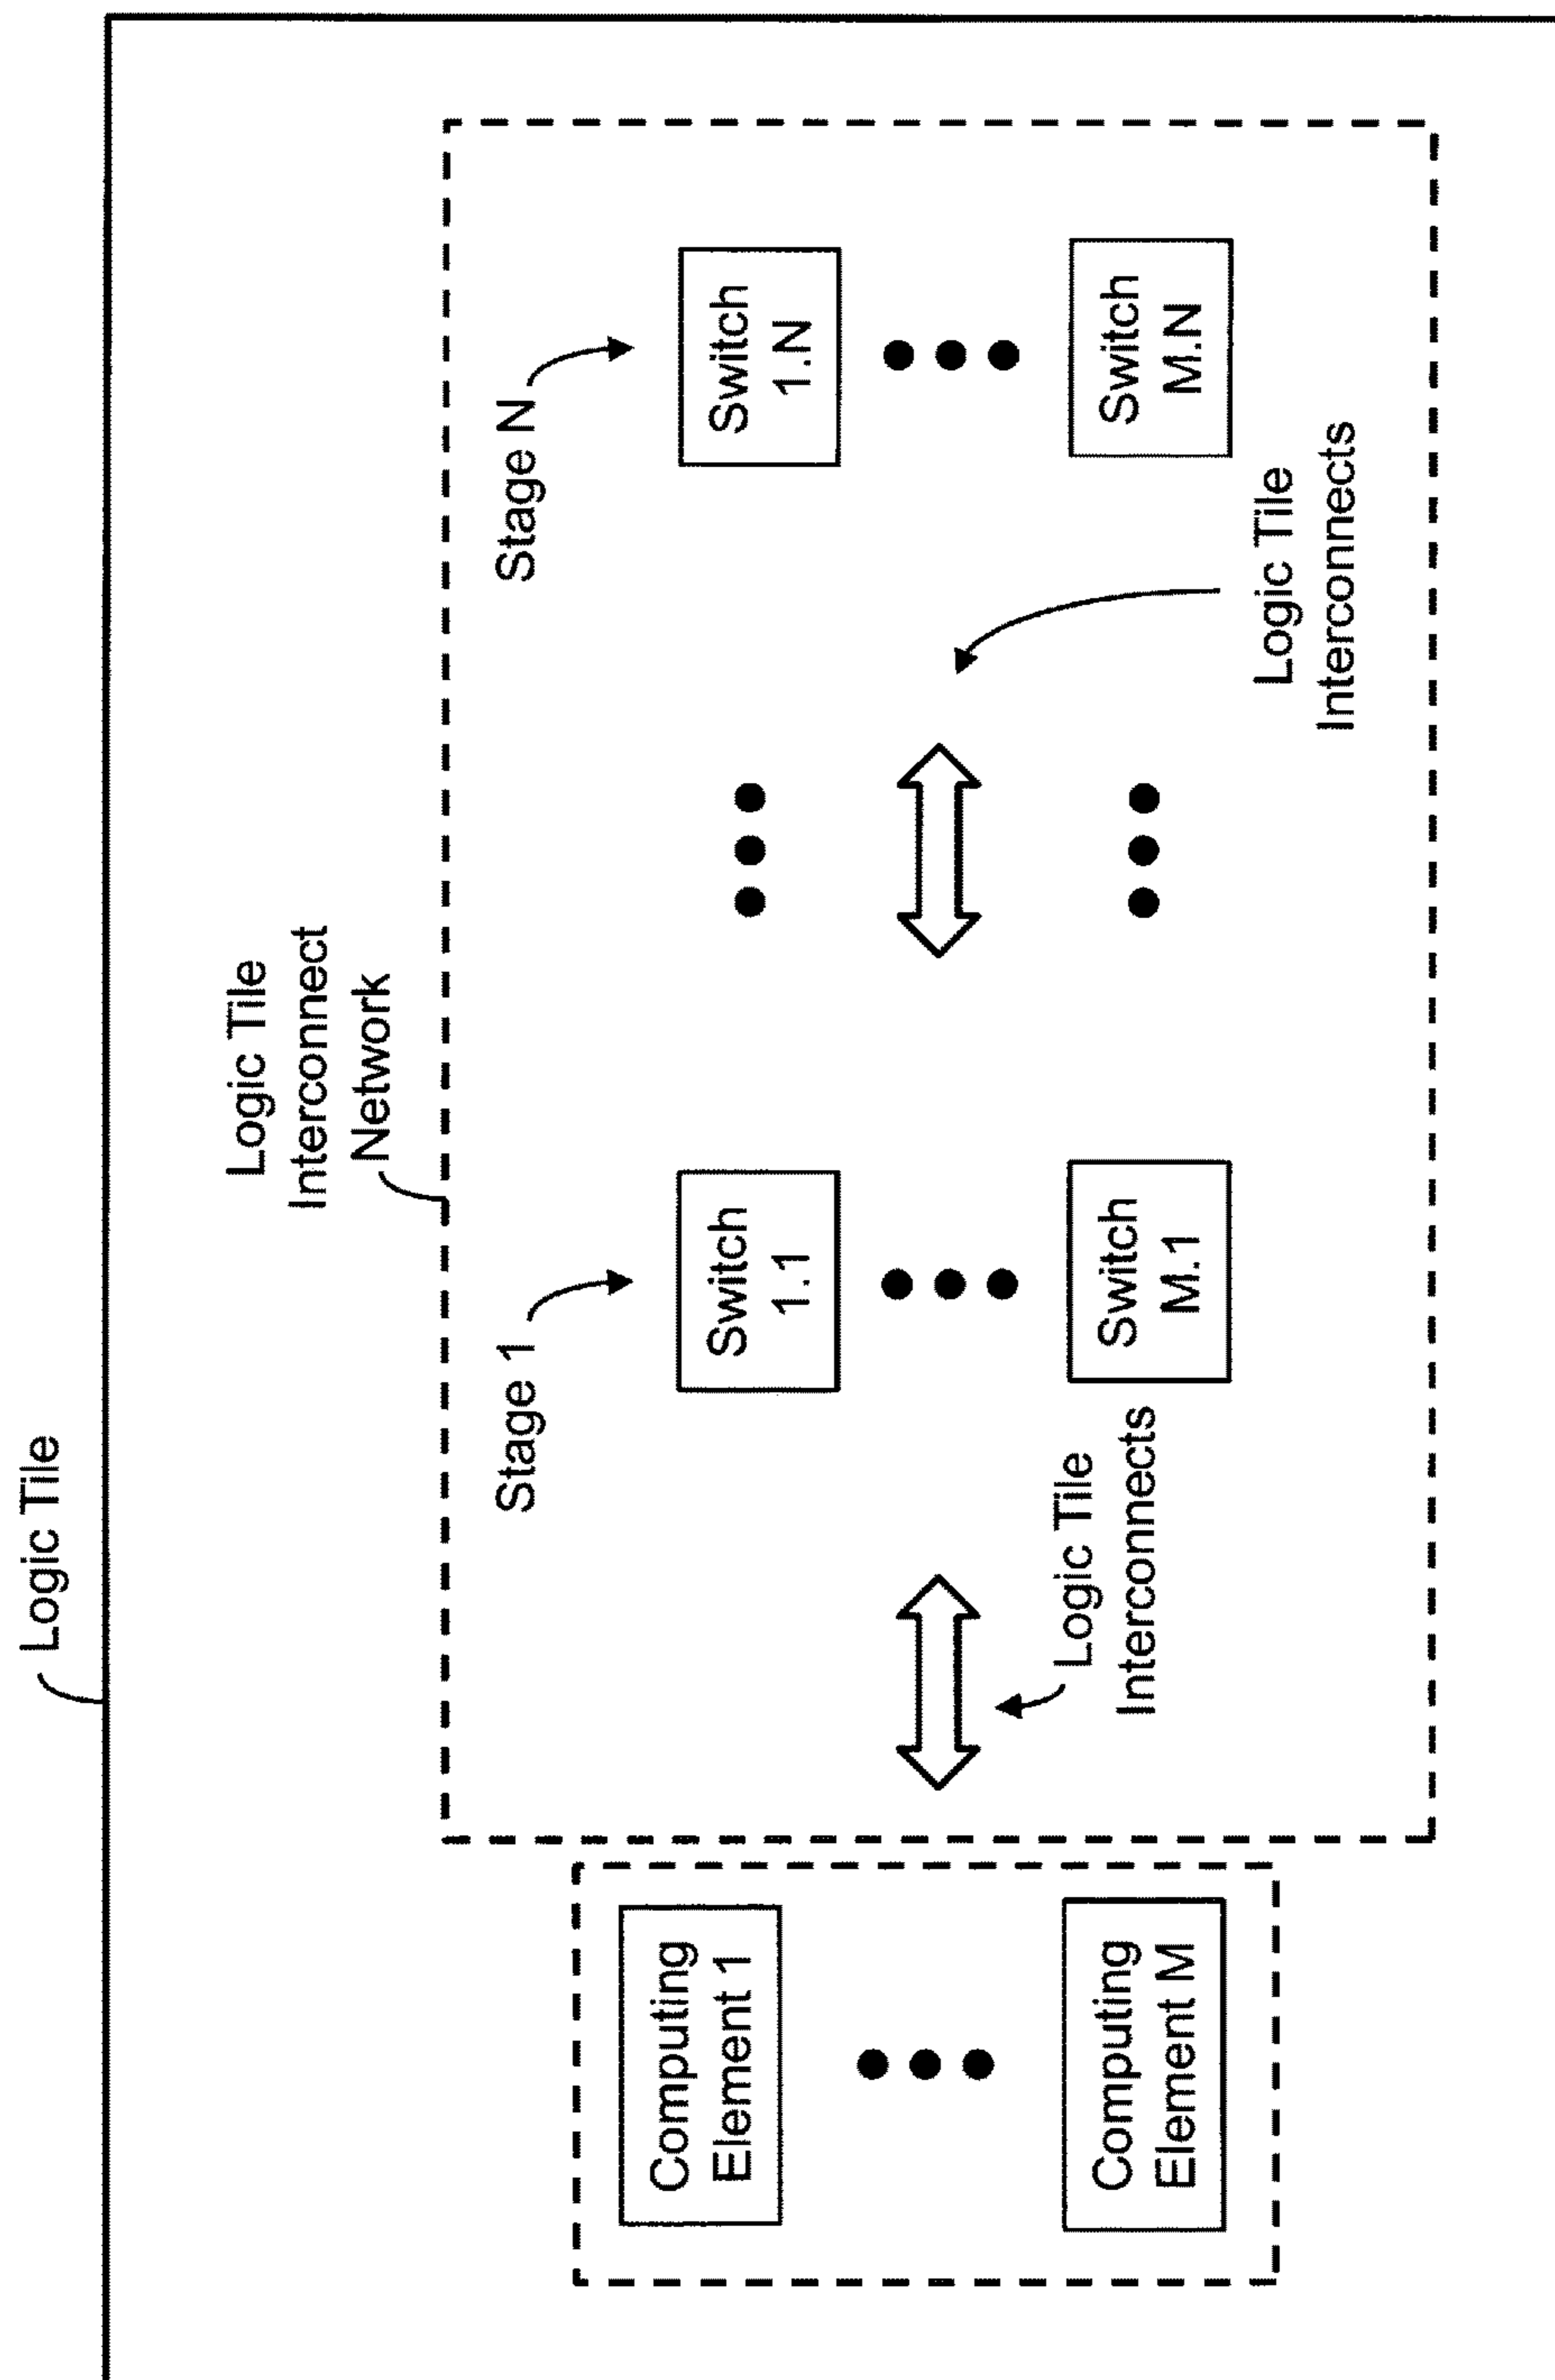 Logic Tile
Logic Tile
Interconnect
Network
Stage 1
Stage N
Computing
Element 1
Switch
1.1
Switch
1.N
Computing
Element M
Logic Tile
Interconnects
Switch
M.1
Switch
M.N
Logic Tile
Interconnects